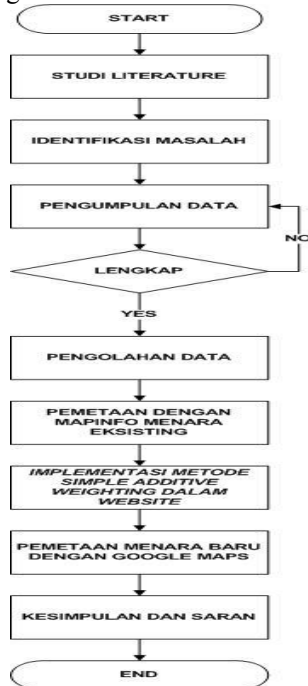 START
STUDI LITERATURE
IDENTIFIKASI MASALAH
PENGUMPULAN DATA
NO
LENGKAP
YES
PENGOLAHAN DATA
PEMETAAN DENGAN
MAPINFO MENARA
EKSISTING
IMPLEMENTASI METODE
SIMPLE ADDITIVE
WEIGHTING DALAM
WEBSITE
PEMETAAN MENARA BARU
DENGAN GOOGLE MAPS
KESIMPULAN DAN SARAN
END